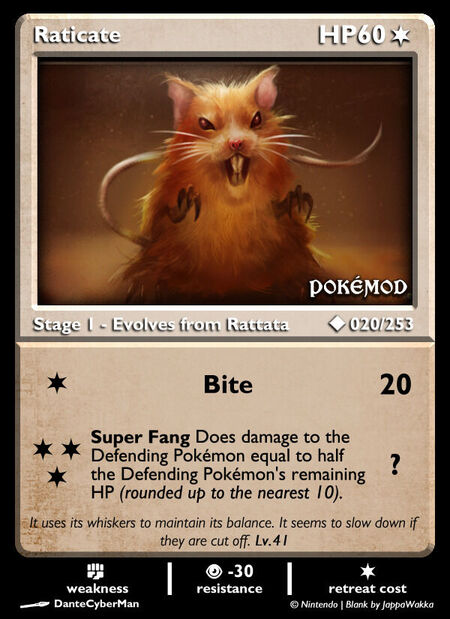 Raticate HP60
POKÉMOD
Stage I - Evolves from Rattata 020/253
Bite 20
Super Fang Does damage to the
Defending Pokémon equal to half
the Defending Pokémon's remaining
HP (rounded up to the nearest 10).
?
It uses its whiskers to maintain its balance. It seems to slow down if
they are cut off. Lv.41
-30
weakness resistance retreat cost
DanteCyberMan © Nintendo | Blank by JappaWakka